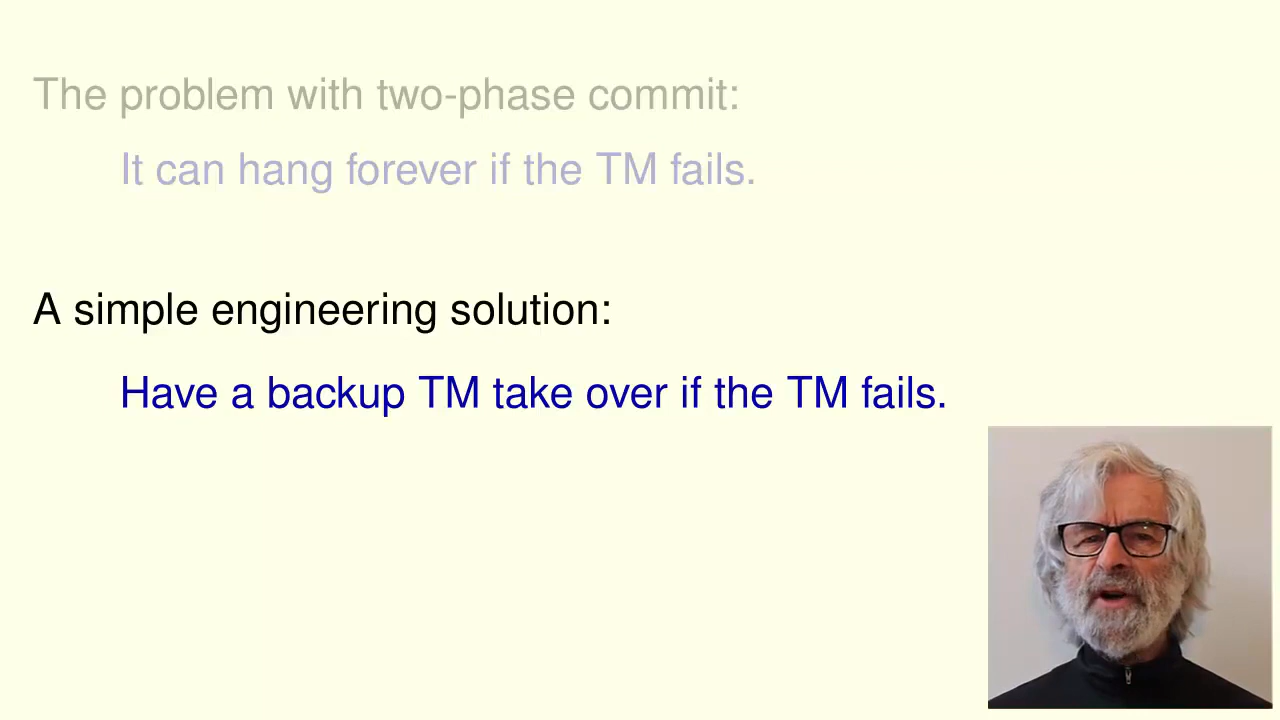 The problem with two-phase commit:
It can hang forever if the TM fails.
A simple engineering solution:
Have a backup TM take over if the TM fails.